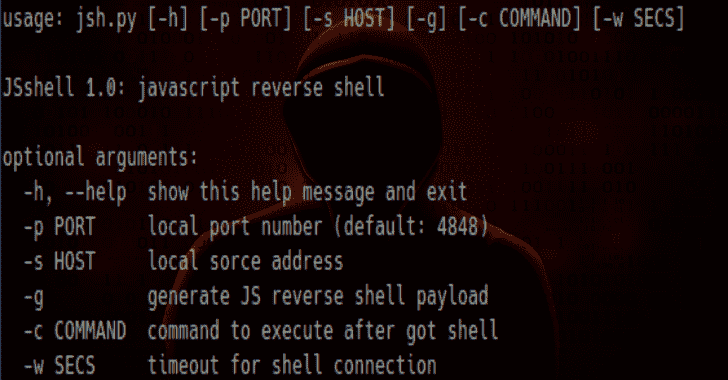 usage: jsh.py [-h] [-p PORT] [-s HOST] [-g] [-c COMMAND] [-w SECS]
JSshell 1.0: javascript reverse shell
optional arguments:
-h, --help show this help message and exit
-p PORT local port number (default: 4848)
-s HOST local sorce address
-g generate JS reverse shell payload
-c COMMAND command to execute after got shell
-w SECS timeout for shell connection